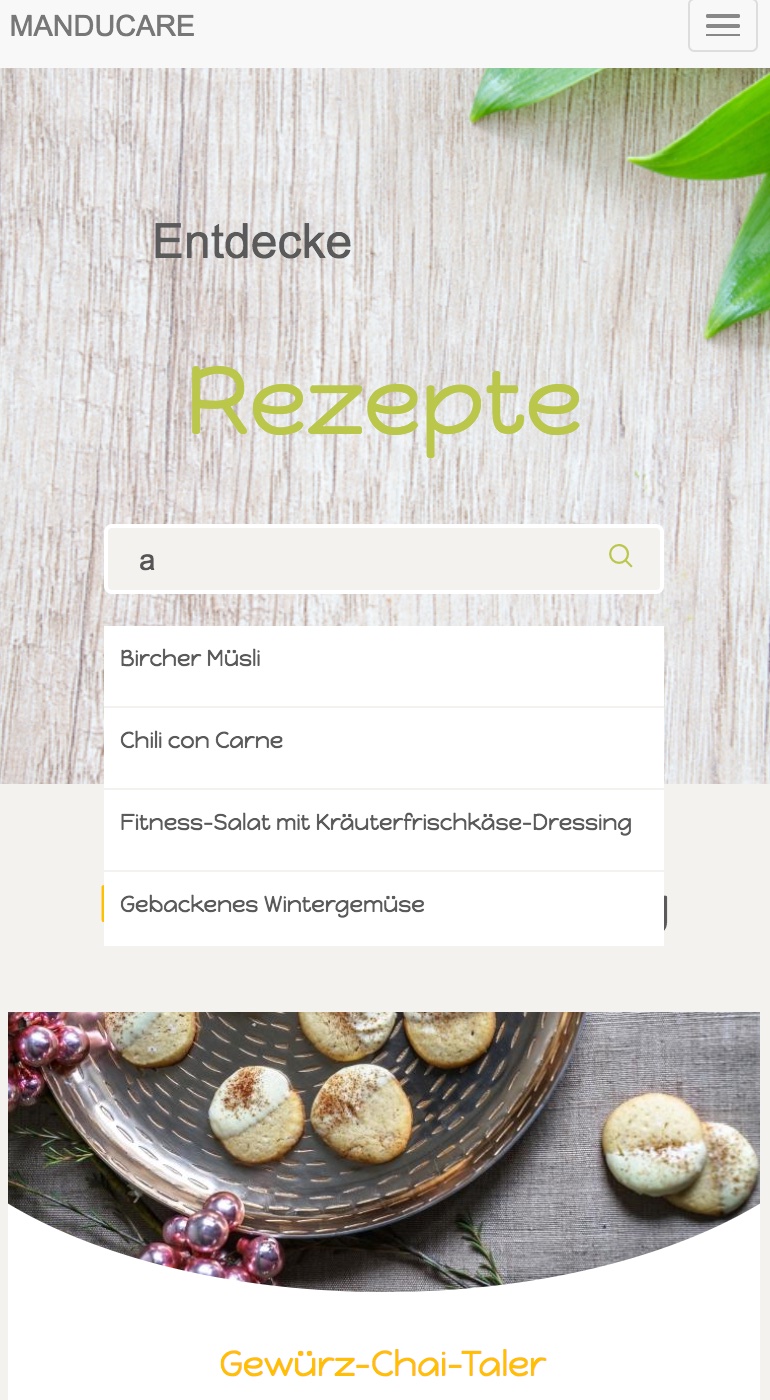 MANDUCARE
Entdecke
Rezepte
a
Bircher Müsli
Chili con Carne
Fitness-Salat mit Kräuterfrischkäse-Dressing
Gebackenes Wintergemüse
Gewürz-Chai-Taler